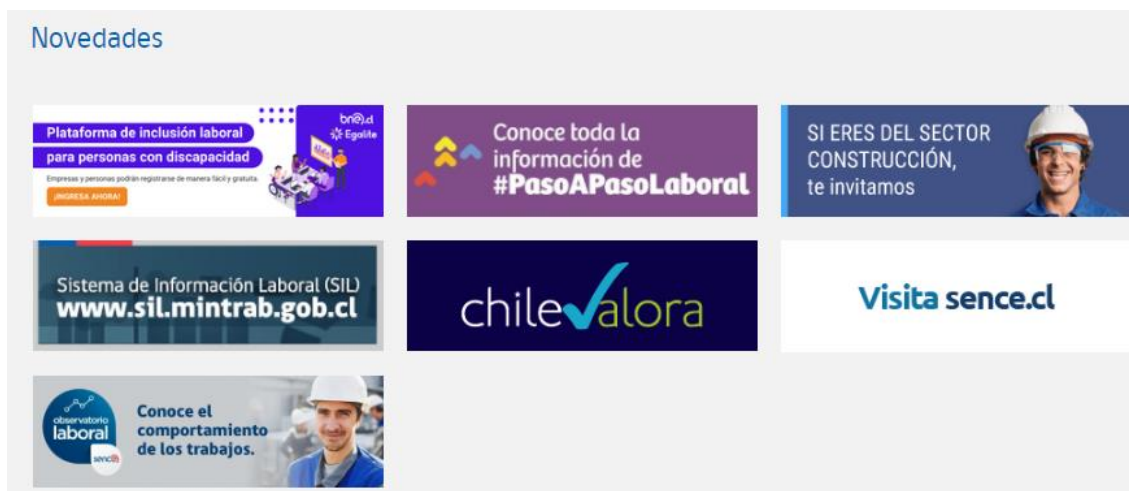 Novedades
Plataforma de inclusión laboral
para personas con discapacidad
Empresas y personas podrán registrarse de manera fácil y gratuita.
¡INGRESA AHORA!
bne.cl
Egalite
Conoce toda la
información de
#PasoAPasoLaboral
SI ERES DEL SECTOR
CONSTRUCCIÓN,
te invitamos
Sistema de Información Laboral (SIL)
www.sil.mintrab.gob.cl
chilevalora
Visita sence.cl
observatorio
laboral
sence
Conoce el
comportamiento
de los trabajos.